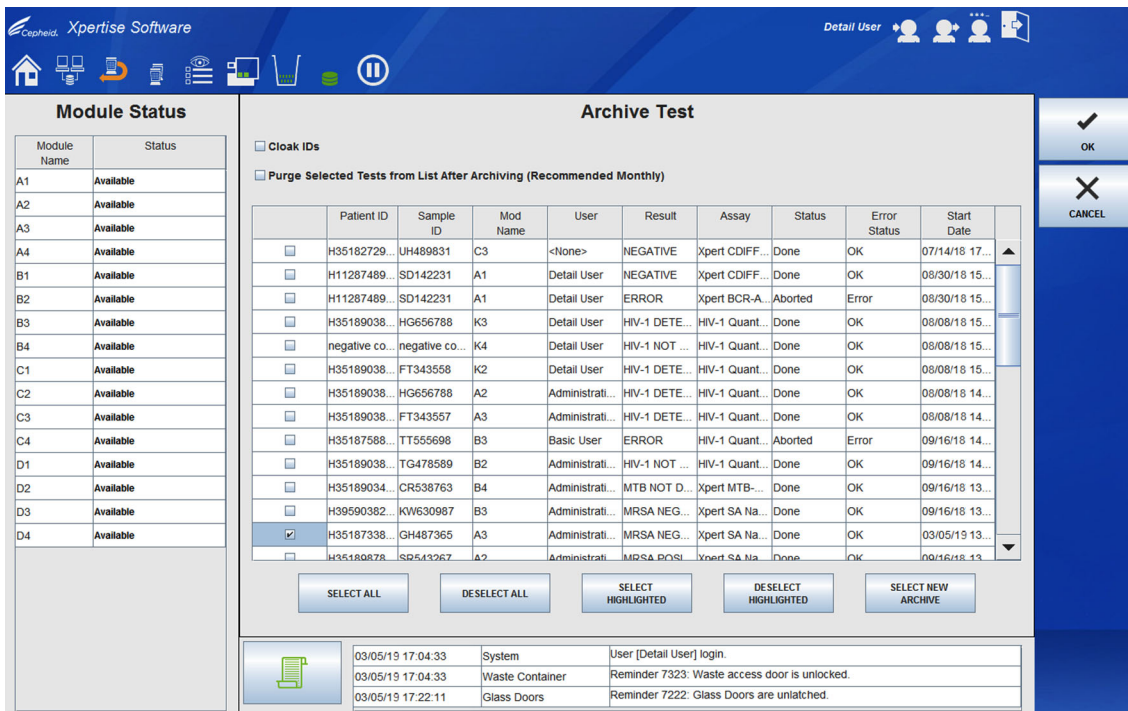 Cepheid. Xpertise Software
Detail User
Module Status
Module Name Status
A1 Available
A2 Available
A3 Available
A4 Available
B1 Available
B2 Available
B3 Available
B4 Available
C1 Available
C2 Available
C3 Available
C4 Available
D1 Available
D2 Available
D3 Available
D4 Available
Archive Test
Cloak IDs
Purge Selected Tests from List After Archiving (Recommended Monthly)
Patient ID Sample ID Mod Name User Result Assay Status Error Status Start Date
H35182729... UH489831 C3 <None> NEGATIVE Xpert CDIFF... Done OK 07/14/18 17...
H11287489... SD142231 A1 Detail User NEGATIVE Xpert CDIFF... Done OK 08/30/18 15...
H11287489... SD142231 A1 Detail User ERROR Xpert BCR-A... Aborted Error 08/30/18 15...
H35189038... HG656788 K3 Detail User HIV-1 DETE... HIV-1 Quant... Done OK 08/08/18 15...
negative co... negative co... K4 Detail User HIV-1 NOT ... HIV-1 Quant... Done OK 08/08/18 15...
H35189038... FT343558 K2 Detail User HIV-1 DETE... HIV-1 Quant... Done OK 08/08/18 15...
H35189038... HG656788 A2 Administrati... HIV-1 DETE... HIV-1 Quant... Done OK 08/08/18 14...
H35189038... FT343557 A3 Administrati... HIV-1 DETE... HIV-1 Quant... Done OK 08/08/18 14...
H35187588... TT555698 B3 Basic User ERROR HIV-1 Quant... Aborted Error 09/16/18 14...
H35189038... TG478589 B2 Administrati... HIV-1 NOT ... HIV-1 Quant... Done OK 09/16/18 14...
H35189034... CR538763 B4 Administrati... MTB NOT D... Xpert MTB-... Done OK 09/16/18 13...
H39590382... KW630987 B3 Administrati... MRSA NEG... Xpert SA Na... Done OK 09/16/18 13...
H35187338... GH487365 A3 Administrati... MRSA NEG... Xpert SA Na... Done OK 03/05/19 13...
H35189878... SR543267 A2 Administrati... MRSA POSI... Xpert SA Na... Done OK 09/16/18 13...
SELECT ALL
DESELECT ALL
SELECT HIGHLIGHTED
DESELECT HIGHLIGHTED
SELECT NEW ARCHIVE
03/05/19 17:04:33 System User [Detail User] login.
03/05/19 17:04:33 Waste Container Reminder 7323: Waste access door is unlocked.
03/05/19 17:22:11 Glass Doors Reminder 7222: Glass Doors are unlatched.
OK
CANCEL